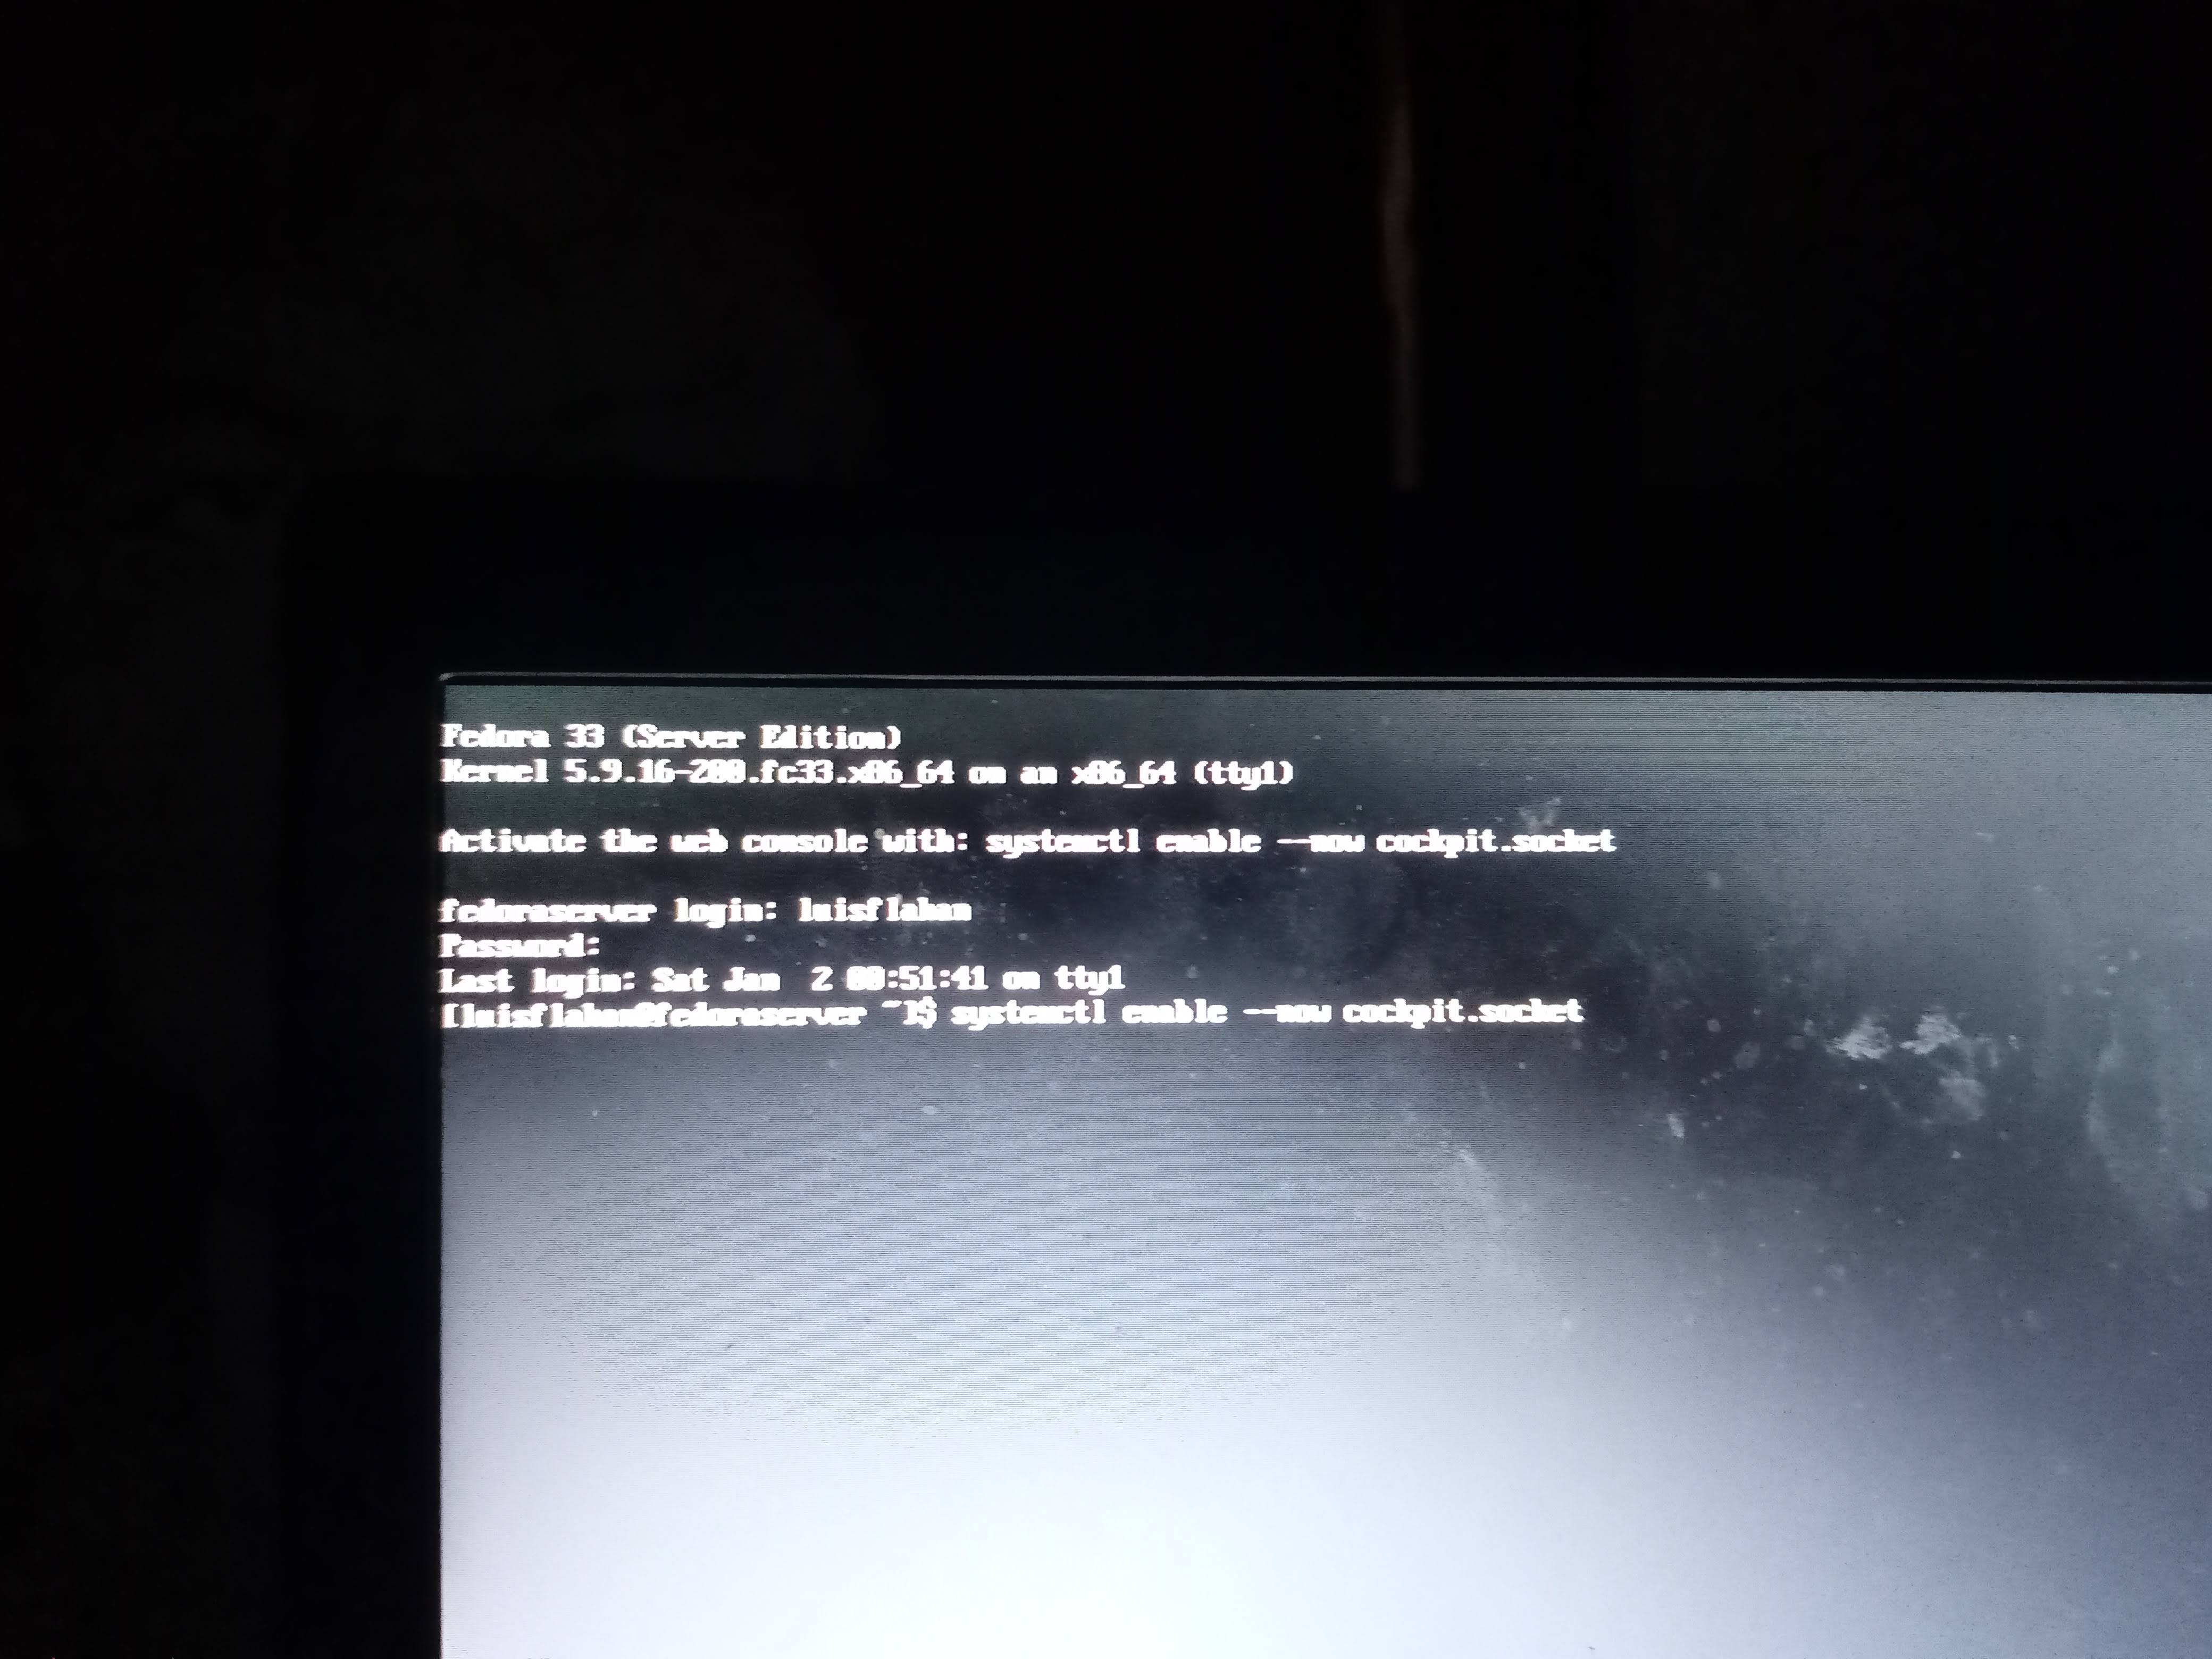 Fedora 33 (Server Edition)
Kernel 5.9.16-200.fc33.x86_64 on an x86_64 (tty1)
Activate the web console with: systemctl enable --now cockpit.socket
fedoraserver login: luisflahan
Password:
Last login: Sat Jan  2 00:51:41 on tty1
[luisflahan@fedoraserver ~]$ systemctl enable --now cockpit.socket